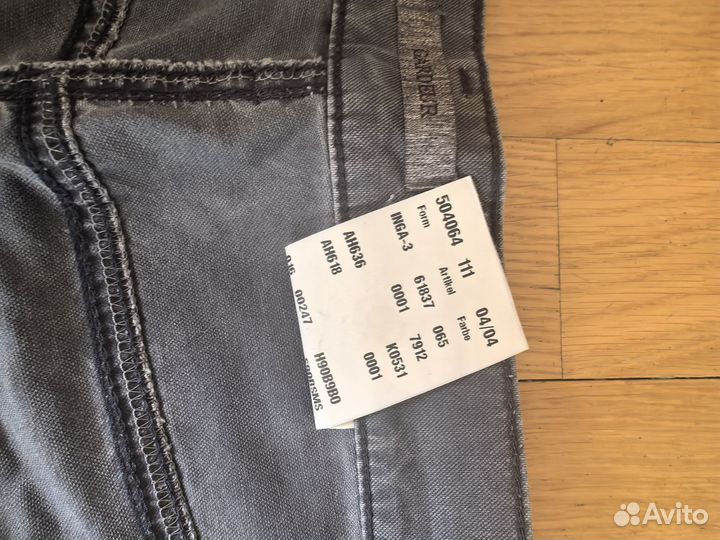 GARDEUR
504064 111 04/04
Form Artikel Farbe
INGA-3 61837 065
0001 7912
AH636 K0531
AH618 0001
00247 H90B9B0
Avito